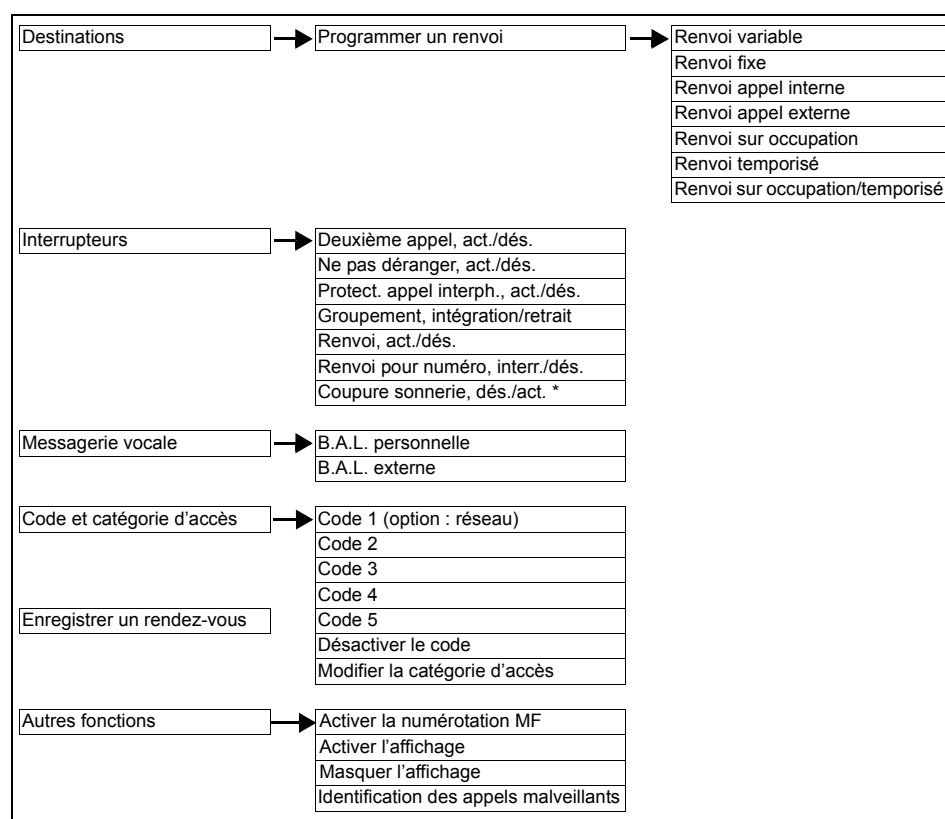 Destinations
Programmer un renvoi
Renvoi variable
Renvoi fixe
Renvoi appel interne
Renvoi appel externe
Renvoi sur occupation
Renvoi temporisé
Renvoi sur occupation/temporisé
Interrupteurs
Deuxième appel, act./dés.
Ne pas déranger, act./dés.
Protect. appel interph., act./dés.
Groupement, intégration/retrait
Renvoi, act./dés.
Renvoi pour numéro, interr./dés.
Coupure sonnerie, dés./act. *
Messagerie vocale
B.A.L. personnelle
B.A.L. externe
Code et catégorie d’accès
Code 1 (option : réseau)
Code 2
Code 3
Code 4
Enregistrer un rendez-vous
Code 5
Désactiver le code
Modifier la catégorie d’accès
Autres fonctions
Activer la numérotation MF
Activer l’affichage
Masquer l’affichage
Identification des appels malveillants